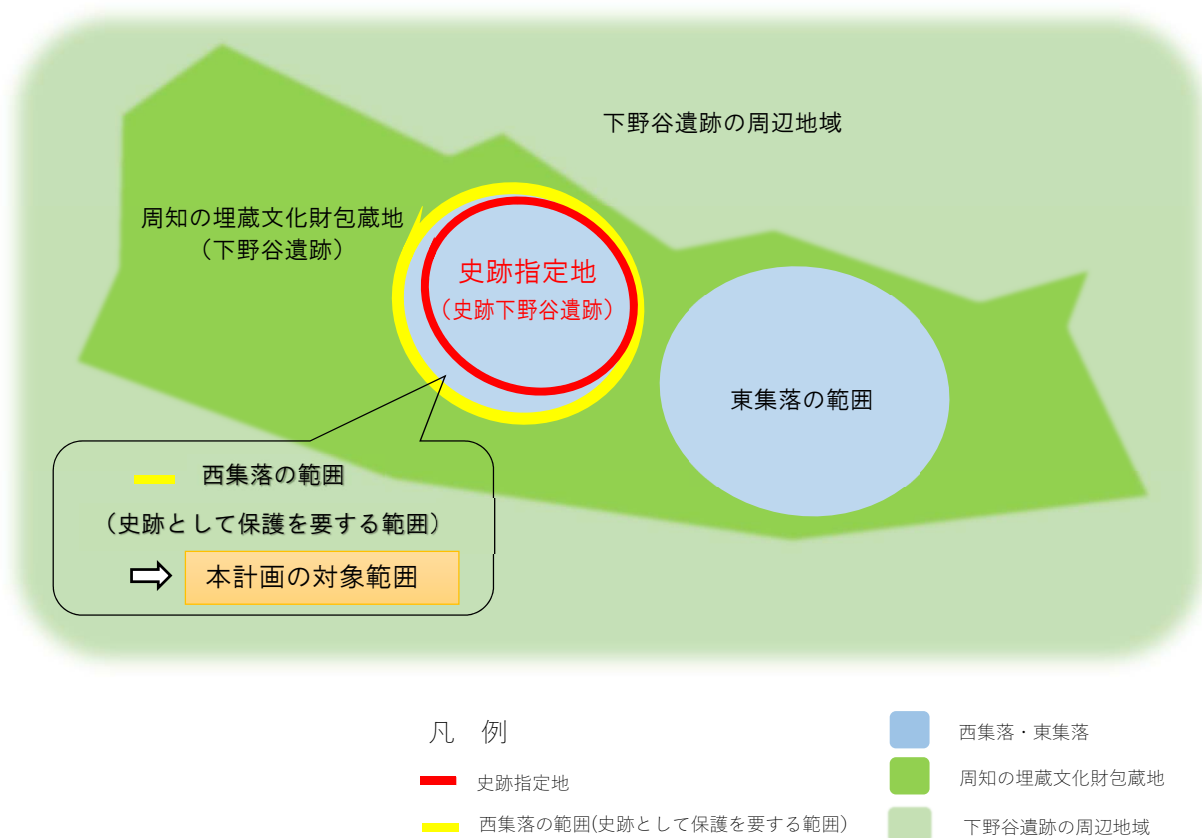 下野谷遺跡の周辺地域
周知の埋蔵文化財包蔵地
（下野谷遺跡）
史跡指定地
（史跡下野谷遺跡）
東集落の範囲
西集落の範囲
（史跡として保護を要する範囲）
本計画の対象範囲
凡　例
史跡指定地
西集落の範囲(史跡として保護を要する範囲)
西集落・東集落
周知の埋蔵文化財包蔵地
下野谷遺跡の周辺地域